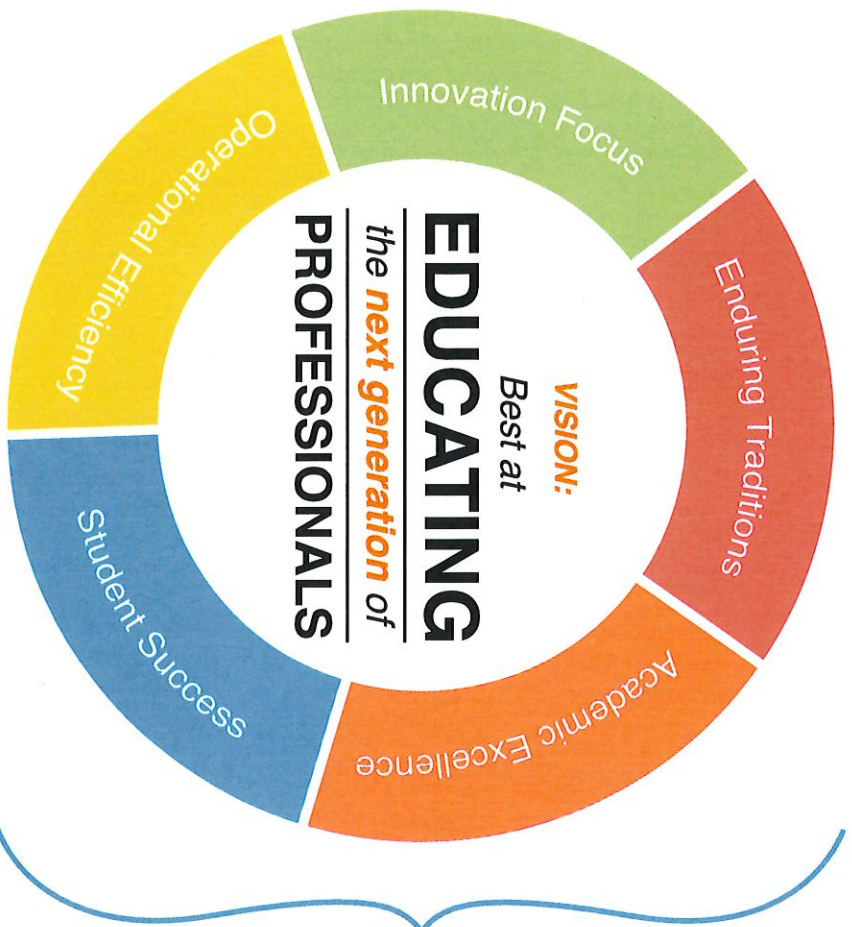 VISION:
Best at
EDUCATING
the next generation of
PROFESSIONALS
Enduring Traditions
Academic Excellence
Student Success
Operational Efficiency
Innovation Focus